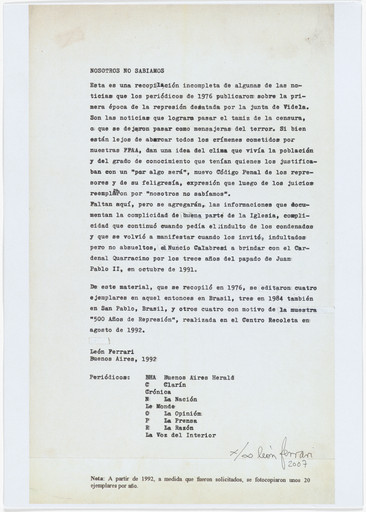 NOSOTROS NO SABIAMOS
Esta es una recopilación incompleta de algunas de las no-
ticias que los periódicos de 1976 publicaron sobre la pri-
mera época de la represión desatada por la junta de Videla.
Son las noticias que lograra pasar el tamiz de la censura,
o que se dejaron pasar como mensajeras del terror. Si bien
están lejos de abarcar todos los crímenes cometidos por
nuestras FFAA, dan una idea del clima que vivía la población
y del grado de conocimiento que tenían quienes los justifica-
ban con un "por algo será", nuevo Código Penal de los repre-
sores y de su feligresía, expresión que luego de los juicios
reemplazon por "nosotros no sabíamos".
Faltan aquí, pero se agregarán, las informaciones que docu-
mentan la complicidad de buena parte de la Iglesia, compli-
cidad que continuó cuando pedía el indulto de los condenados
y que se volvió a manifestar cuando los invitó, indultados
pero no absueltos, el Nuncio Calabresi a brindar con el Car-
denal Quarracino por los trece años del papado de Juan
Pablo II, en octubre de 1991.
De este material, que se recopiló en 1976, se editaron cuatro
ejemplares en aquel entonces en Brasil, tres en 1984 también
en San Pablo, Brasil, y otros cuatro con motivo de la muestra
"500 Años de Represión", realizada en el Centro Recoleta en
agosto de 1992.
León Ferrari
Buenos Aires, 1992
Periódicos: BHA Buenos Aires Herald
C Clarín
Crónica
N La Nación
Le Monde
O La Opinión
P La Prensa
R La Razón
La Voz del Interior
x/∞ león ferrari
2007
Nota: A partir de 1992, a medida que fueron solicitados, se fotocopiaron unos 20
ejemplares por año.